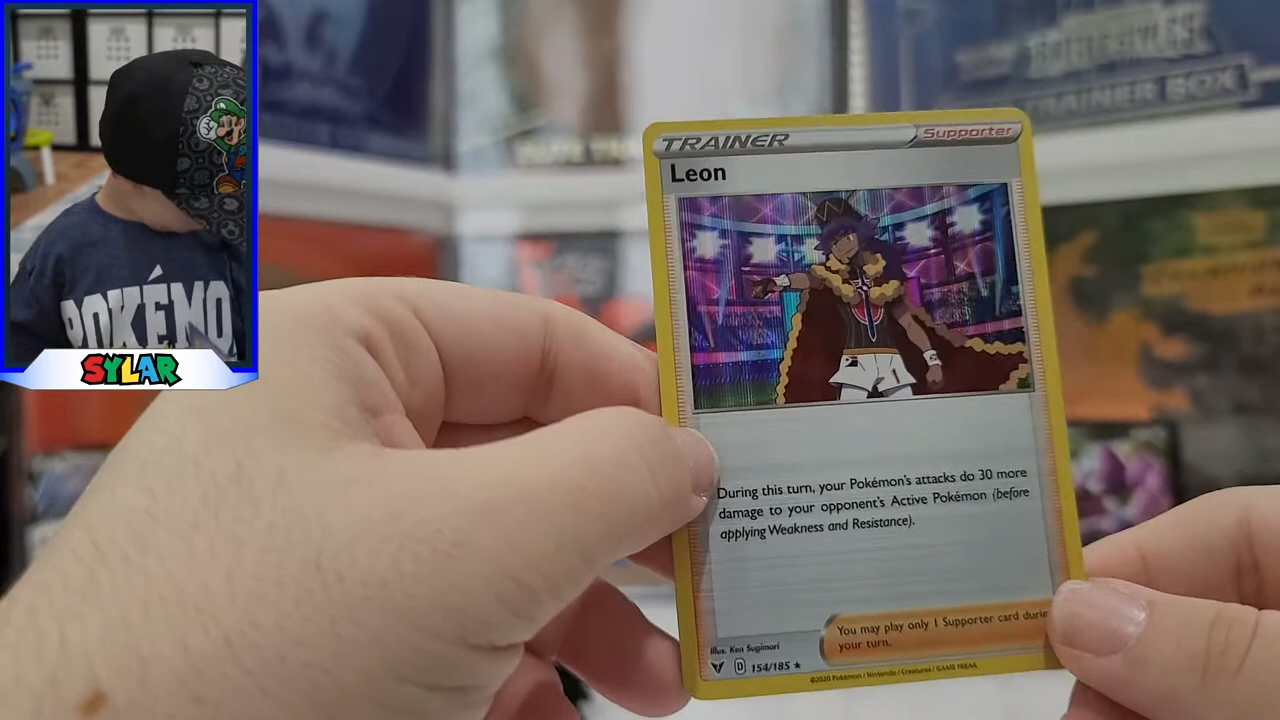 TRAINER Supporter
Leon
During this turn, your Pokémon's attacks do 30 more
damage to your opponent's Active Pokémon (before
applying Weakness and Resistance).
You may play only 1 Supporter card during
your turn.
Illus. Ken Sugimori
D 154/185 ★
©2020 Pokémon / Nintendo / Creatures / GAME FREAK
POKÉMO
SYLAR
TRAINER BOX